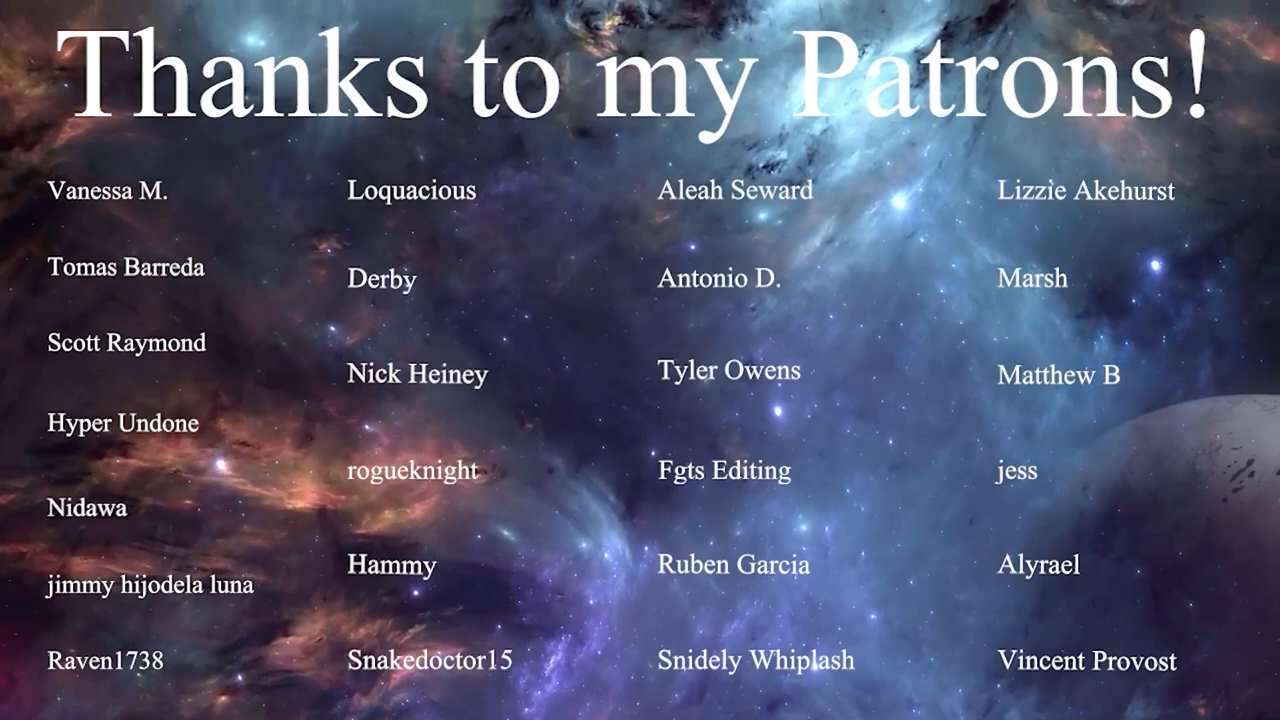 Thanks to my Patrons!
Vanessa M.
Tomas Barreda
Scott Raymond
Hyper Undone
Nidawa
jimmy hijodela luna
Raven1738
Loquacious
Derby
Nick Heiney
rogueknight
Hammy
Snakedoctor15
Aleah Seward
Antonio D.
Tyler Owens
Fgts Editing
Ruben Garcia
Snidely Whiplash
Lizzie Akehurst
Marsh
Matthew B
jess
Alyrael
Vincent Provost